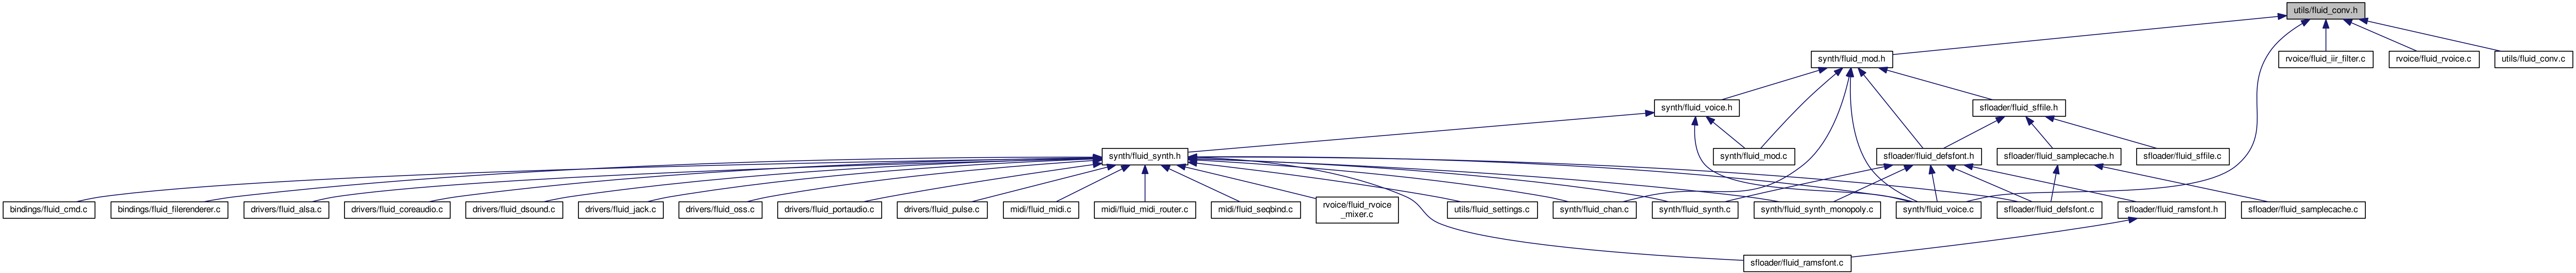 utils/fluid_conv.h
synth/fluid_mod.h
rvoice/fluid_iir_filter.c
rvoice/fluid_rvoice.c
utils/fluid_conv.c
synth/fluid_voice.h
sfloader/fluid_sffile.h
synth/fluid_synth.h
synth/fluid_mod.c
sfloader/fluid_defsfont.h
sfloader/fluid_samplecache.h
sfloader/fluid_sffile.c
bindings/fluid_cmd.c
bindings/fluid_filerenderer.c
drivers/fluid_alsa.c
drivers/fluid_coreaudio.c
drivers/fluid_dsound.c
drivers/fluid_jack.c
drivers/fluid_oss.c
drivers/fluid_portaudio.c
drivers/fluid_pulse.c
midi/fluid_midi.c
midi/fluid_midi_router.c
midi/fluid_seqbind.c
rvoice/fluid_rvoice
_mixer.c
utils/fluid_settings.c
synth/fluid_chan.c
synth/fluid_synth.c
synth/fluid_synth_monopoly.c
synth/fluid_voice.c
sfloader/fluid_defsfont.c
sfloader/fluid_ramsfont.h
sfloader/fluid_samplecache.c
sfloader/fluid_ramsfont.c